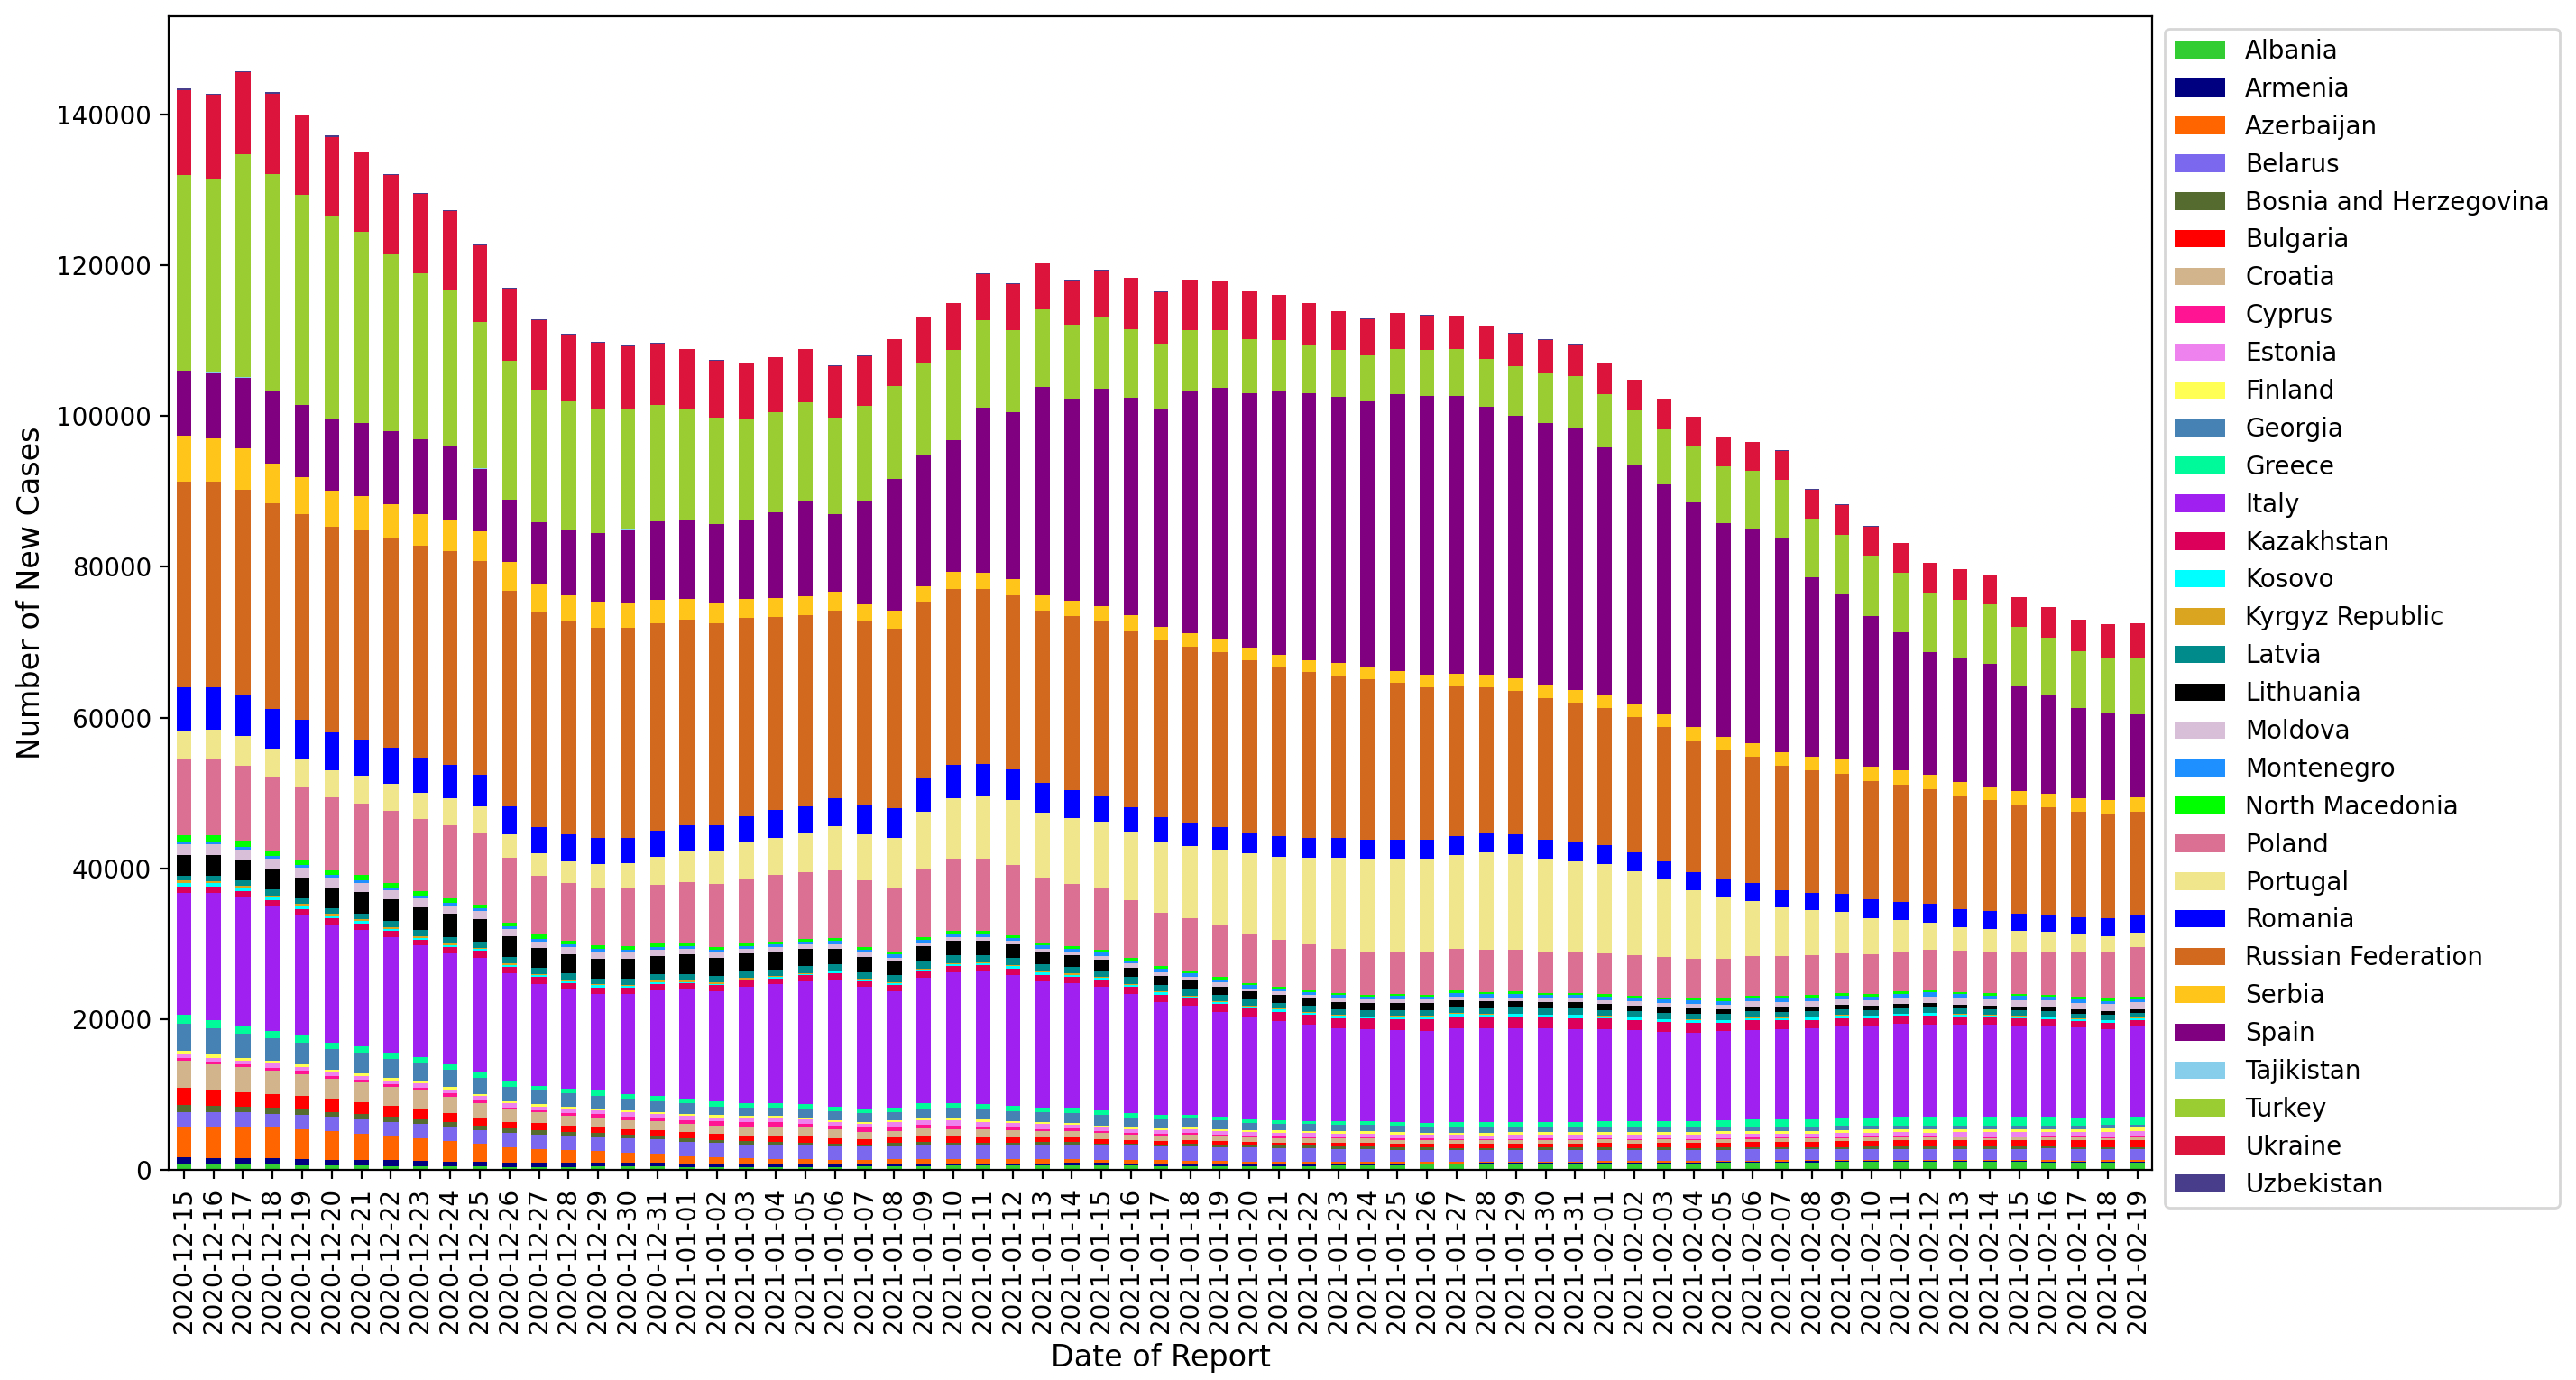 140000
120000
100000
80000
60000
40000
20000
0
Number of New Cases
2020-12-15
2020-12-16
2020-12-17
2020-12-18
2020-12-19
2020-12-20
2020-12-21
2020-12-22
2020-12-23
2020-12-24
2020-12-25
2020-12-26
2020-12-27
2020-12-28
2020-12-29
2020-12-30
2020-12-31
2021-01-01
2021-01-02
2021-01-03
2021-01-04
2021-01-05
2021-01-06
2021-01-07
2021-01-08
2021-01-09
2021-01-10
2021-01-11
2021-01-12
2021-01-13
2021-01-14
2021-01-15
2021-01-16
2021-01-17
2021-01-18
2021-01-19
2021-01-20
2021-01-21
2021-01-22
2021-01-23
2021-01-24
2021-01-25
2021-01-26
2021-01-27
2021-01-28
2021-01-29
2021-01-30
2021-01-31
2021-02-01
2021-02-02
2021-02-03
2021-02-04
2021-02-05
2021-02-06
2021-02-07
2021-02-08
2021-02-09
2021-02-10
2021-02-11
2021-02-12
2021-02-13
2021-02-14
2021-02-15
2021-02-16
2021-02-17
2021-02-18
2021-02-19
Date of Report
Albania
Armenia
Azerbaijan
Belarus
Bosnia and Herzegovina
Bulgaria
Croatia
Cyprus
Estonia
Finland
Georgia
Greece
Italy
Kazakhstan
Kosovo
Kyrgyz Republic
Latvia
Lithuania
Moldova
Montenegro
North Macedonia
Poland
Portugal
Romania
Russian Federation
Serbia
Spain
Tajikistan
Turkey
Ukraine
Uzbekistan